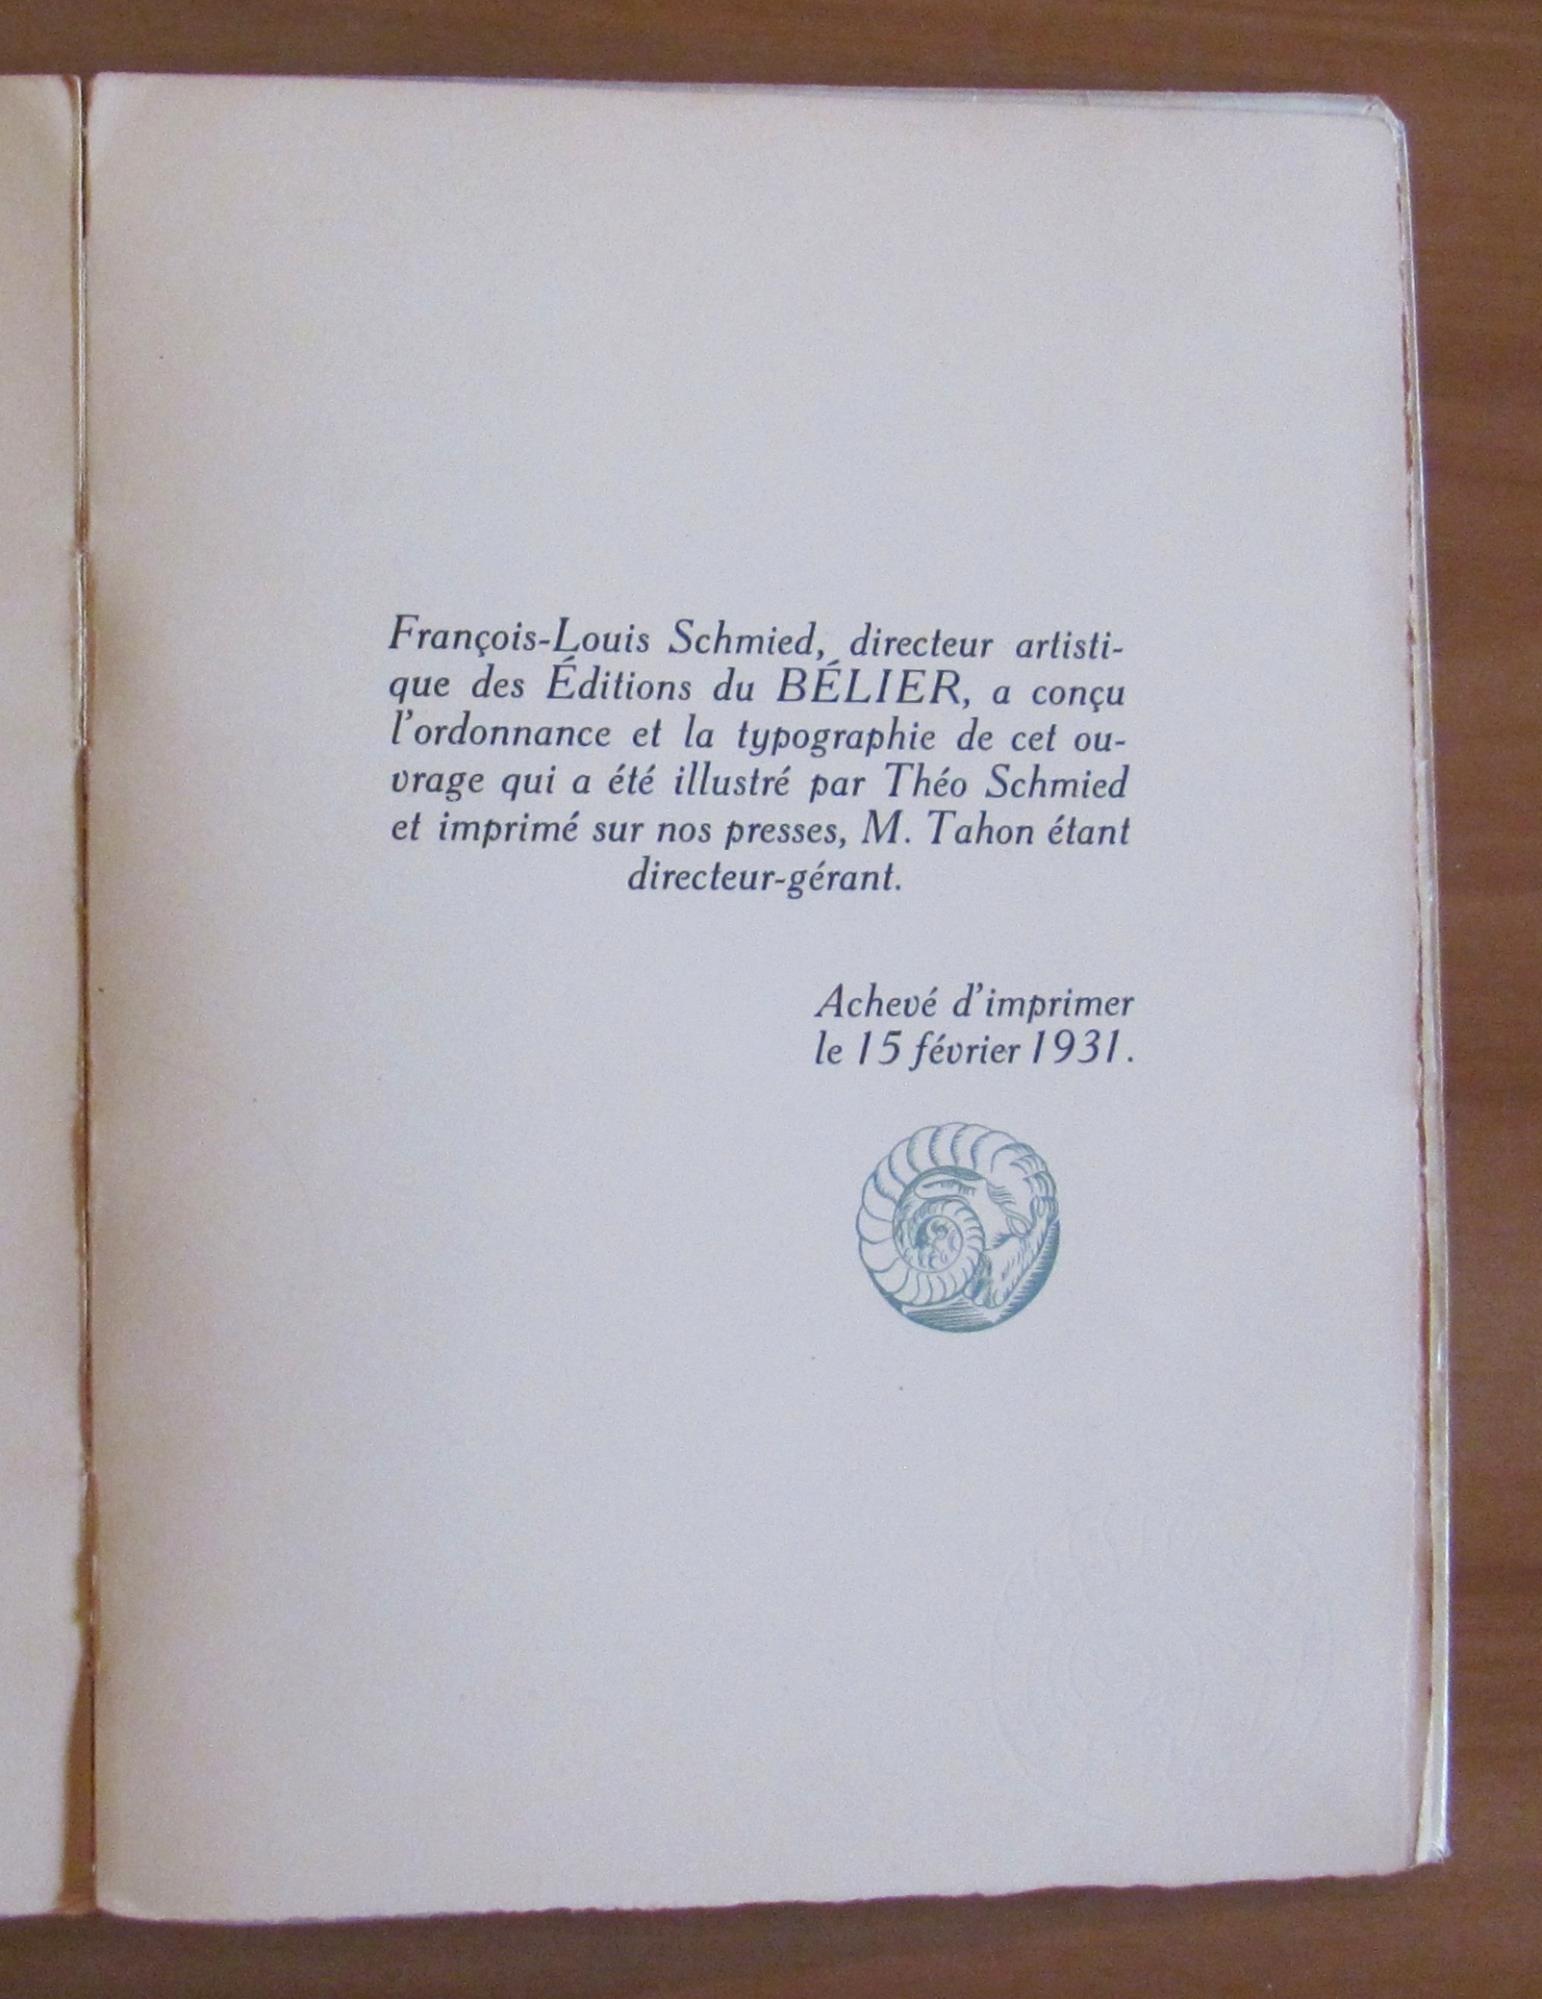 François-Louis Schmied, directeur artisti-
que des Éditions du BÉLIER, a conçu
l'ordonnance et la typographie de cet ou-
vrage qui a été illustré par Théo Schmied
et imprimé sur nos presses, M. Tahon étant
directeur-gérant.
Achevé d'imprimer
le 15 février 1931.